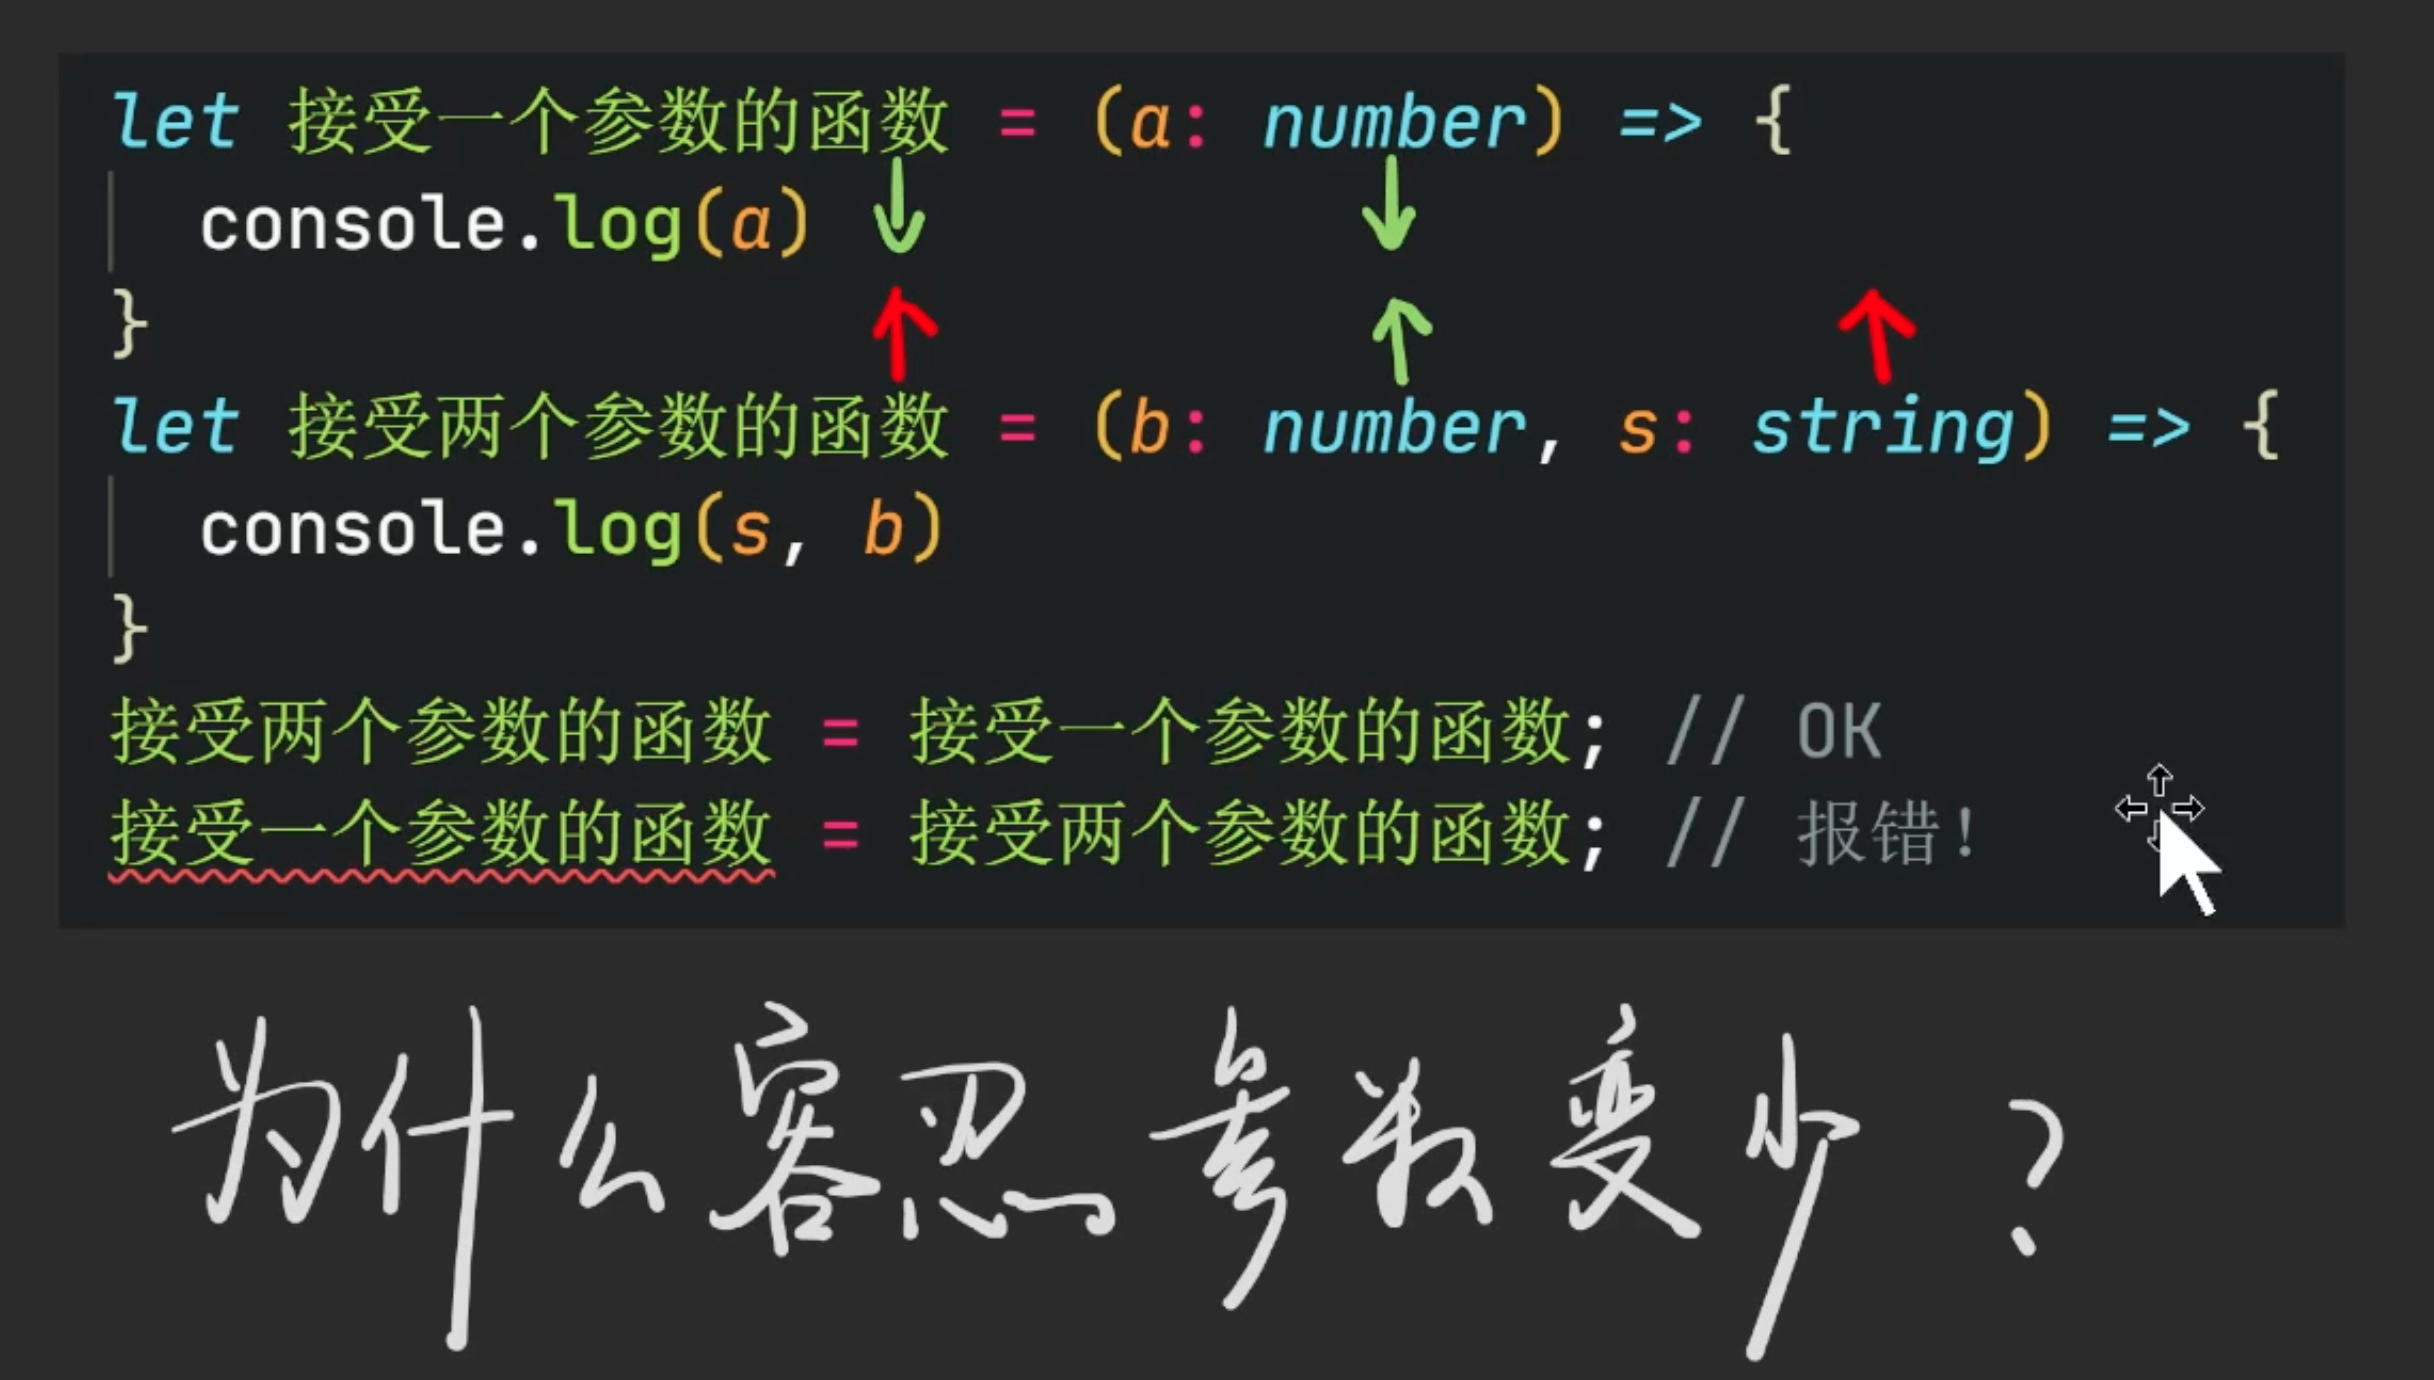 let 接受一个参数的函数 = (a: number) => {
console.log(a)
}
let 接受两个参数的函数 = (b: number, s: string) => {
console.log(s, b)
}
接受两个参数的函数 = 接受一个参数的函数; // OK
接受一个参数的函数 = 接受两个参数的函数; // 报错!
为什么容忍参数变少?